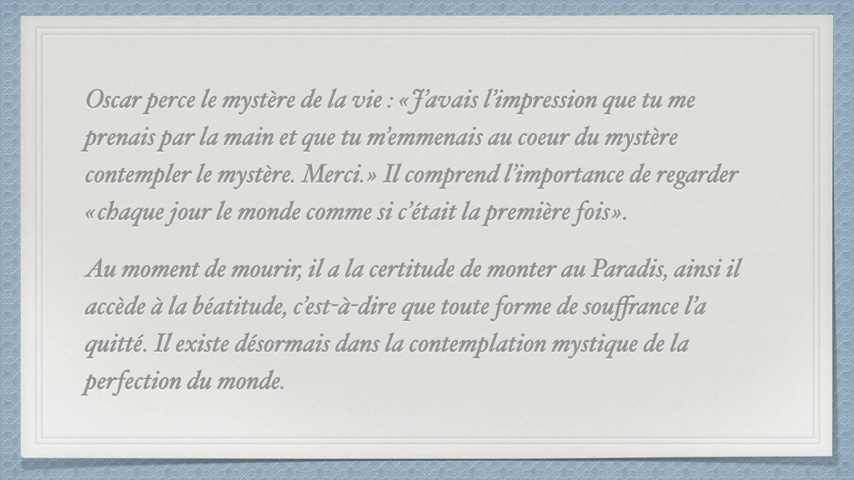 Oscar perce le mystère de la vie : «J'avais l'impression que tu me
prenais par la main et que tu m'emmenais au coeur du mystère
contempler le mystère. Merci.» Il comprend l'importance de regarder
«chaque jour le monde comme si c'était la première fois».
Au moment de mourir, il a la certitude de monter au Paradis, ainsi il
accède à la béatitude, c'est-à-dire que toute forme de souffrance l'a
quitté. Il existe désormais dans la contemplation mystique de la
perfection du monde.